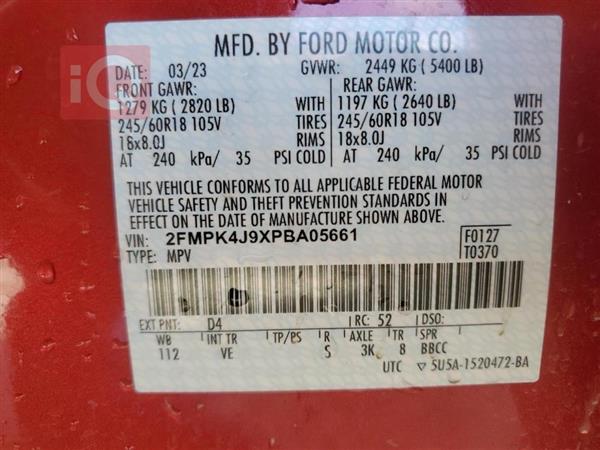 iQ
MFD. BY FORD MOTOR CO.
DATE: 03/23 GVWR: 2449 KG ( 5400 LB)
FRONT GAWR: REAR GAWR:
1279 KG ( 2820 LB) WITH 1197 KG ( 2640 LB) WITH
245/60R18 105V TIRES 245/60R18 105V TIRES
18x8.0J RIMS 18x8.0J RIMS
AT 240 kPa/ 35 PSI COLD AT 240 kPa/ 35 PSI COLD
THIS VEHICLE CONFORMS TO ALL APPLICABLE FEDERAL MOTOR
VEHICLE SAFETY AND THEFT PREVENTION STANDARDS IN
EFFECT ON THE DATE OF MANUFACTURE SHOWN ABOVE.
VIN: 2FMPK4J9XPBA05661 F0127
TYPE: MPV T0370
EXT PNT: D4 RC: 52 DSO:
WB INT TR TP/PS R AXLE TR SPR
112 VE S 3K 8 BBCC
UTC ▽ 5U5A-1520472-BA